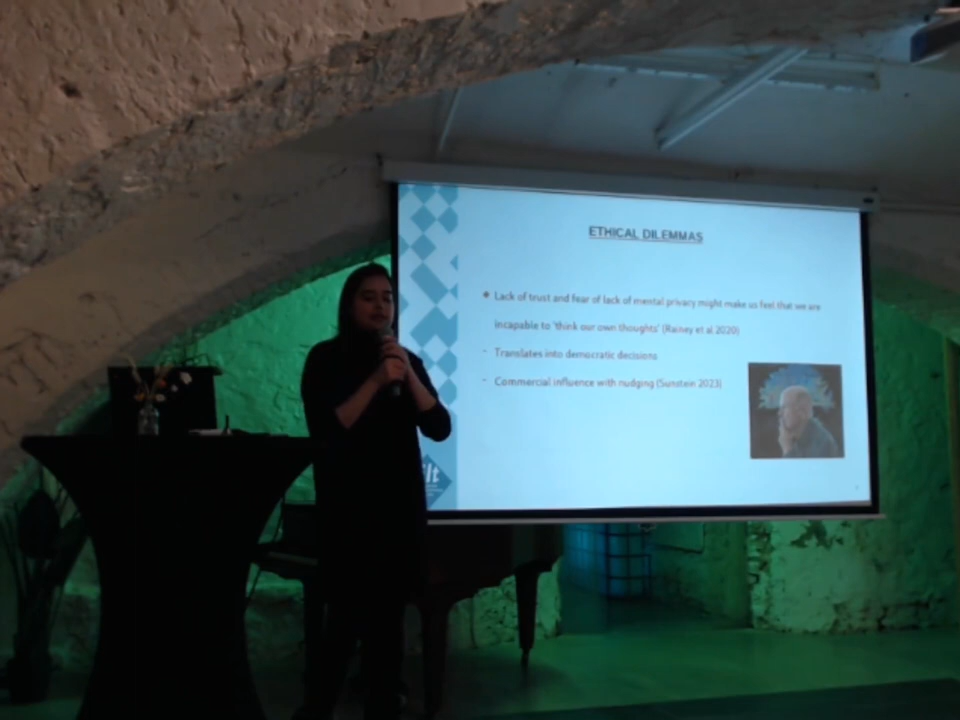 ETHICAL DILEMMAS
Lack of trust and fear of lack of mental privacy might make us feel that we are
incapable to 'think our own thoughts' (Rainey et al 2020)
- Translates into democratic decisions
- Commercial influence with nudging (Sunstein 2023)